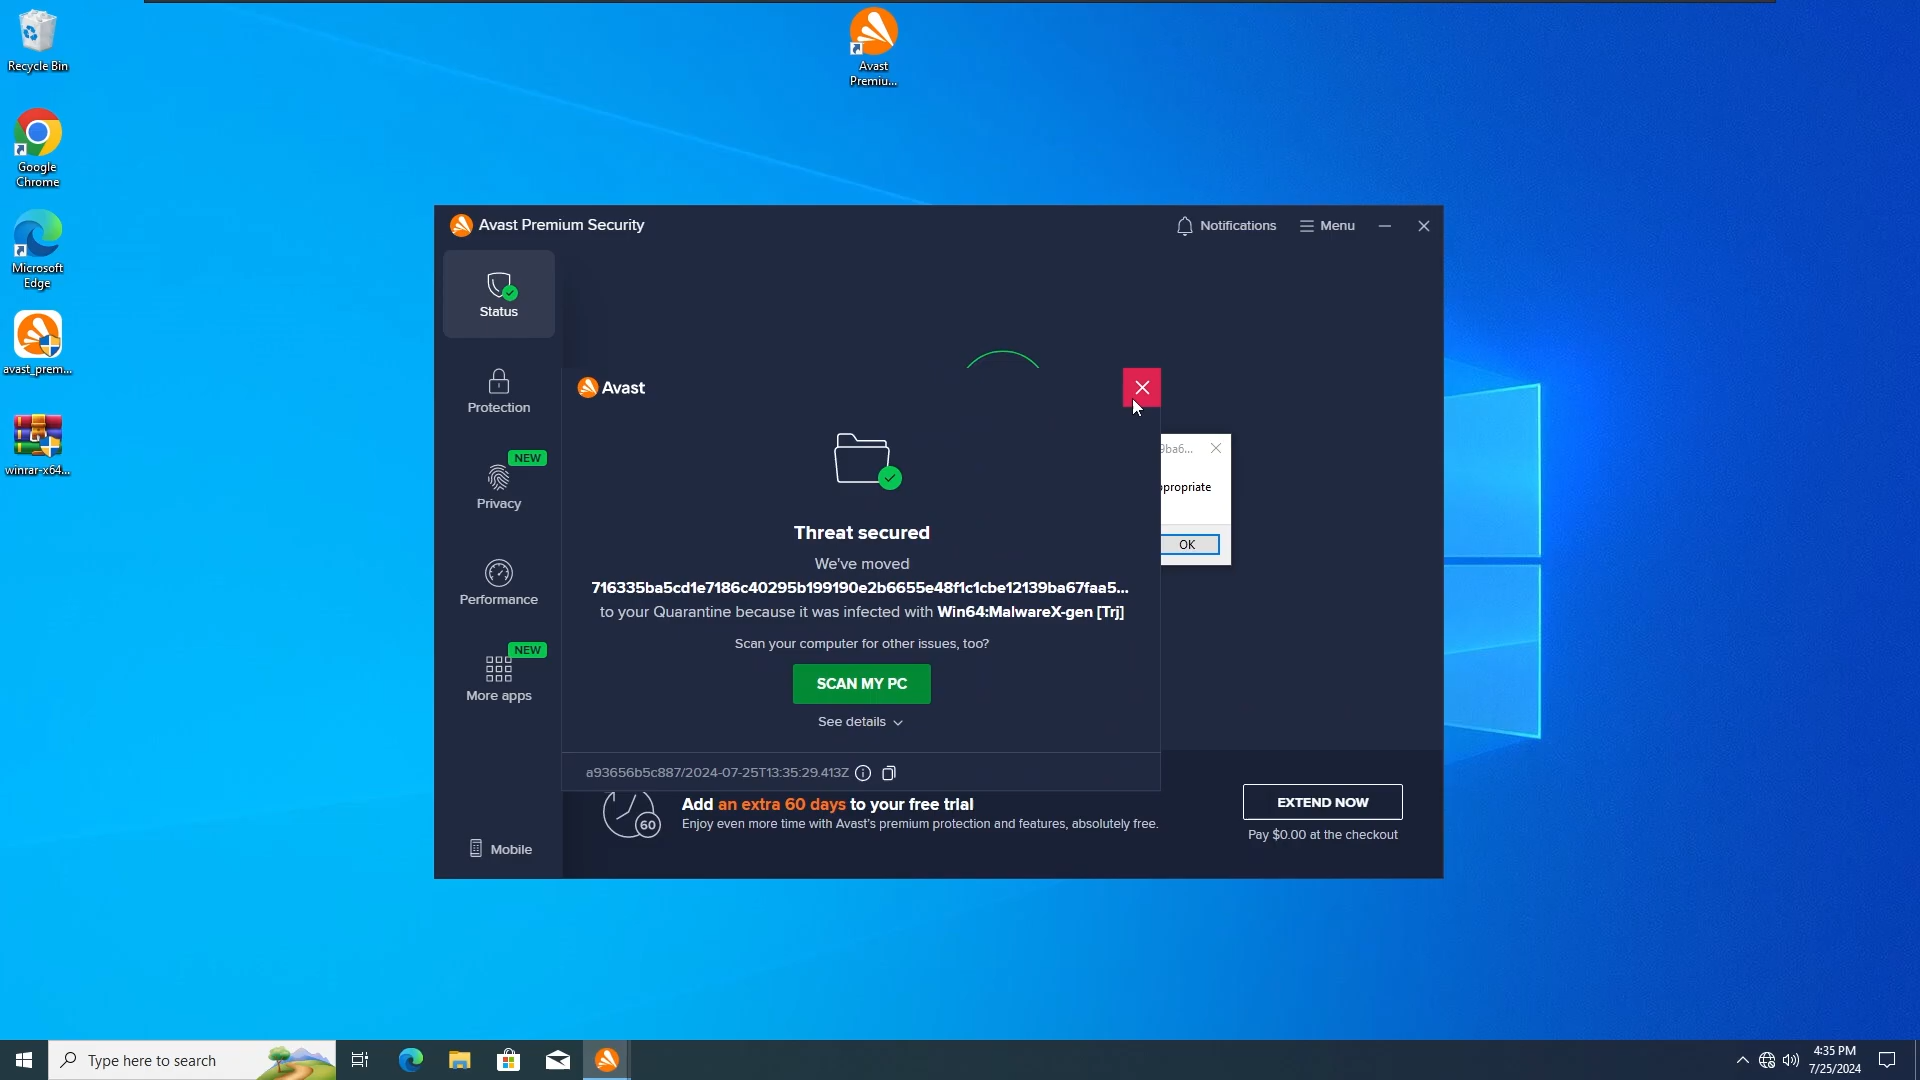 Recycle Bin
Google
Chrome
Microsoft
Edge
avast_prem...
winrar-x64...
Avast
Premiu...
Avast Premium Security
Notifications
Menu
Status
Protection
NEW
Privacy
Performance
NEW
More apps
Mobile
Avast
Threat secured
We've moved
716335ba5cd1e7186c40295b199190e2b6655e48f1c1cbe12139ba67faa5...
to your Quarantine because it was infected with Win64:MalwareX-gen [Trj]
Scan your computer for other issues, too?
SCAN MY PC
See details
a93656b5c887/2024-07-25T13:35:29.413Z
9ba6...
propriate
OK
60
Add an extra 60 days to your free trial
Enjoy even more time with Avast's premium protection and features, absolutely free.
EXTEND NOW
Pay $0.00 at the checkout
Type here to search
4:35 PM
7/25/2024